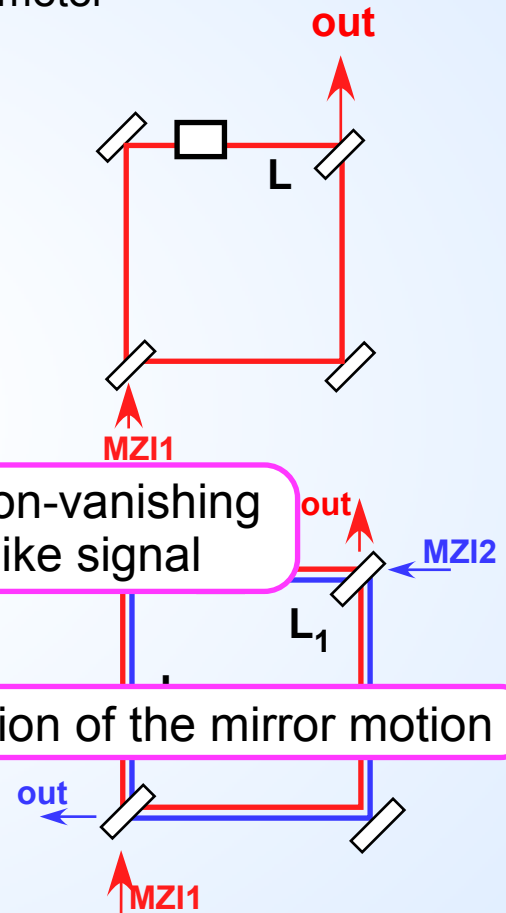 out
L
MZI1
on-vanishing
ike signal
out
MZI2
L1
ion of the mirror motion
out
MZI1